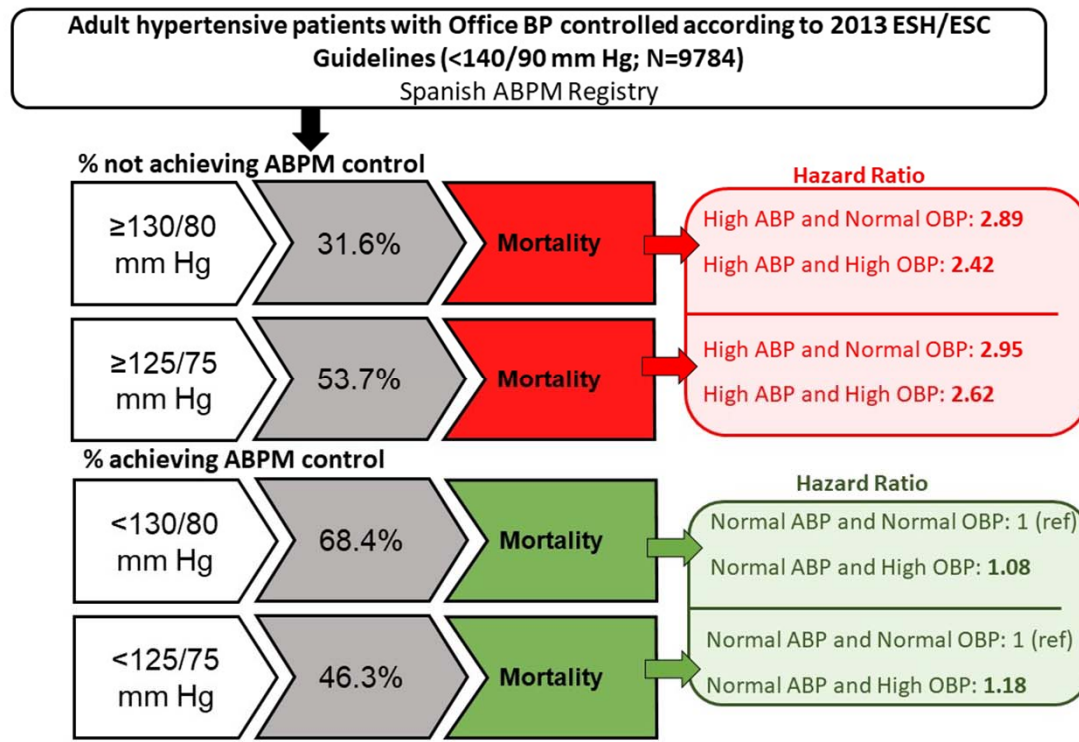 Adult hypertensive patients with Office BP controlled according to 2013 ESH/ESC
Guidelines (<140/90 mm Hg; N=9784)
Spanish ABPM Registry
% not achieving ABPM control
≥130/80
mm Hg
31.6%
Mortality
Hazard Ratio
High ABP and Normal OBP: 2.89
High ABP and High OBP: 2.42
≥125/75
mm Hg
53.7%
Mortality
High ABP and Normal OBP: 2.95
High ABP and High OBP: 2.62
% achieving ABPM control
<130/80
mm Hg
68.4%
Mortality
Hazard Ratio
Normal ABP and Normal OBP: 1 (ref)
Normal ABP and High OBP: 1.08
<125/75
mm Hg
46.3%
Mortality
Normal ABP and Normal OBP: 1 (ref)
Normal ABP and High OBP: 1.18